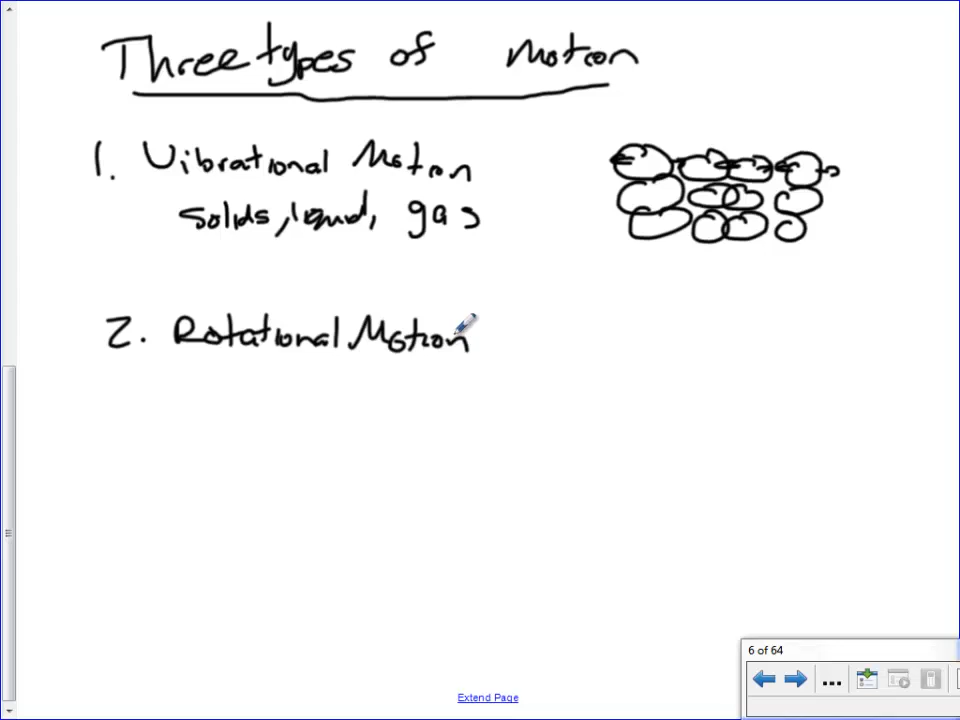 Three types of Motion
1. Vibrational Motion
solids, liquid, gas
2. Rotational Motion
6 of 64
...
Extend Page